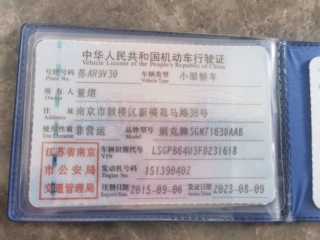 中华人民共和国机动车行驶证
Vehicle License of the People's Republic of China
号牌号码 苏AR9V30 车辆类型 小型轿车
Plate No. Vehicle Type
所有人
Owner
住址 南京市鼓楼区新模范马路30号
Address
使用性质 非营运 品牌型号 别克牌SGM7163DAAB
Use Character Model
江苏省南京
市公安局
交通管理局
车辆识别代号 LSGPB64U3FD231618
VIN
发动机号码 151390402
Engine No.
注册日期 2015-09-06 发证日期 2023-08-09
Register Date Issue Date